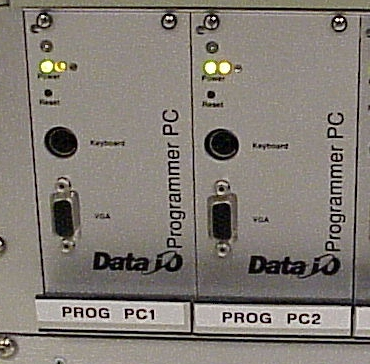 Power
Reset
Keyboard
VGA
Programmer PC
Data I/O
PROG PC1
Power
Reset
Keyboard
VGA
Programmer PC
Data I/O
PROG PC2